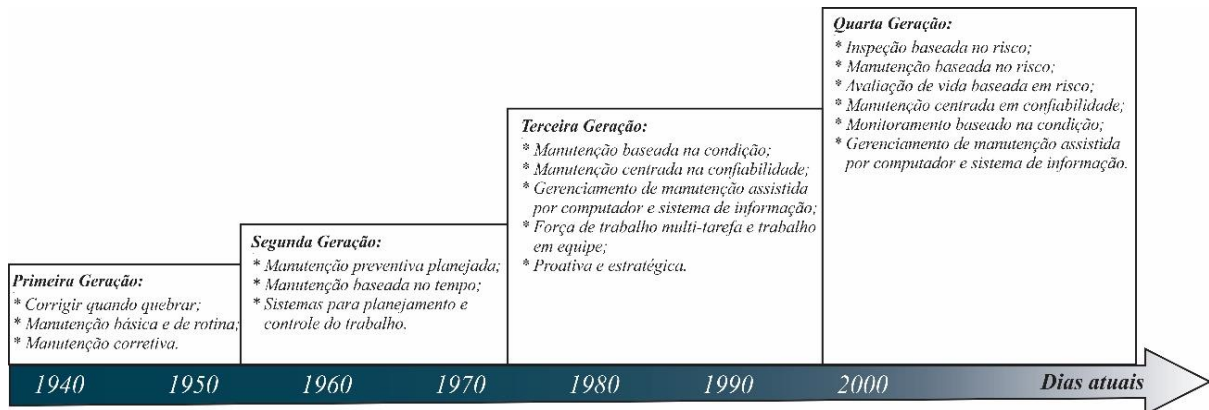 Primeira Geração:
* Corrigir quando quebrar;
* Manutenção básica e de rotina;
* Manutenção corretiva.
Segunda Geração:
* Manutenção preventiva planejada;
* Manutenção baseada no tempo;
* Sistemas para planejamento e
controle do trabalho.
Terceira Geração:
* Manutenção baseada na condição;
* Manutenção centrada na confiabilidade;
* Gerenciamento de manutenção assistida
por computador e sistema de informação;
* Força de trabalho multi-tarefa e trabalho
em equipe;
* Proativa e estratégica.
Quarta Geração:
* Inspeção baseada no risco;
* Manutenção baseada no risco;
* Avaliação de vida baseada em risco;
* Manutenção centrada em confiabilidade;
* Monitoramento baseado na condição;
* Gerenciamento de manutenção assistida
por computador e sistema de informação.
1940 1950 1960 1970 1980 1990 2000 Dias atuais